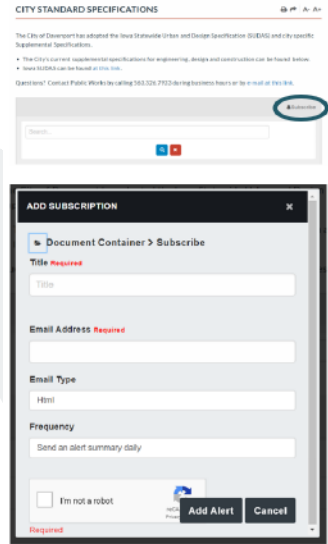 CITY STANDARD SPECIFICATIONS
A- A+
The City of Davenport has adopted the Iowa Statewide Urban and Design Specification (SUDAS) and city specific
Supplemental Specifications.
The City's current supplemental specifications for engineering, design and construction can be found below.
Iowa SUDAS can be found at this link.
Questions? Contact Public Works by calling 563.326.7923 during business hours or by e-mail at this link.
Subscribe
Search...
ADD SUBSCRIPTION
Document Container > Subscribe
Title Required
Title
Email Address Required
Email Type
Html
Frequency
Send an alert summary daily
I'm not a robot
Add Alert
Cancel
Required